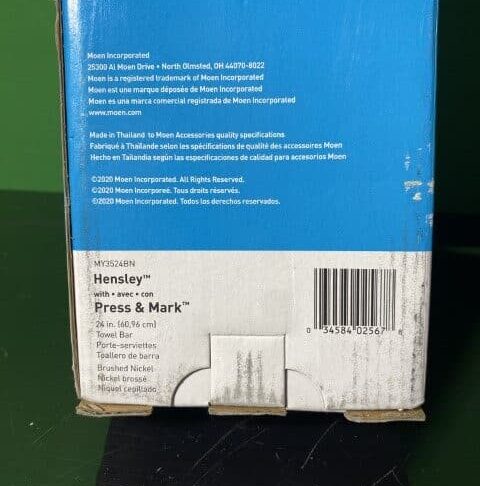 Moen Incorporated
25300 Al Moen Drive • North Olmsted, OH 44070-8022
Moen is a registered trademark of Moen Incorporated
Moen est une marque déposée de Moen Incorporated
Moen es una marca comercial registrada de Moen Incorporated
www.moen.com
Made in Thailand to Moen Accessories quality specifications
Fabriqué à Thaïlande selon les spécifications de qualité des accessoires Moen
Hecho en Tailandia según las especificaciones de calidad para accesorios Moen
©2020 Moen Incorporated. All Rights Reserved.
©2020 Moen Incorporeé. Tous droits réservés.
©2020 Moen Incorporated. Todos los derechos reservados.
MY3524BN
Hensley™
with • avec • con
Press & Mark™
24 in. (60,96 cm)
Towel Bar
Porte-serviettes
Toallero de barra
Brushed Nickel
Nickel brossé
Níquel cepillado
0 34584 02567